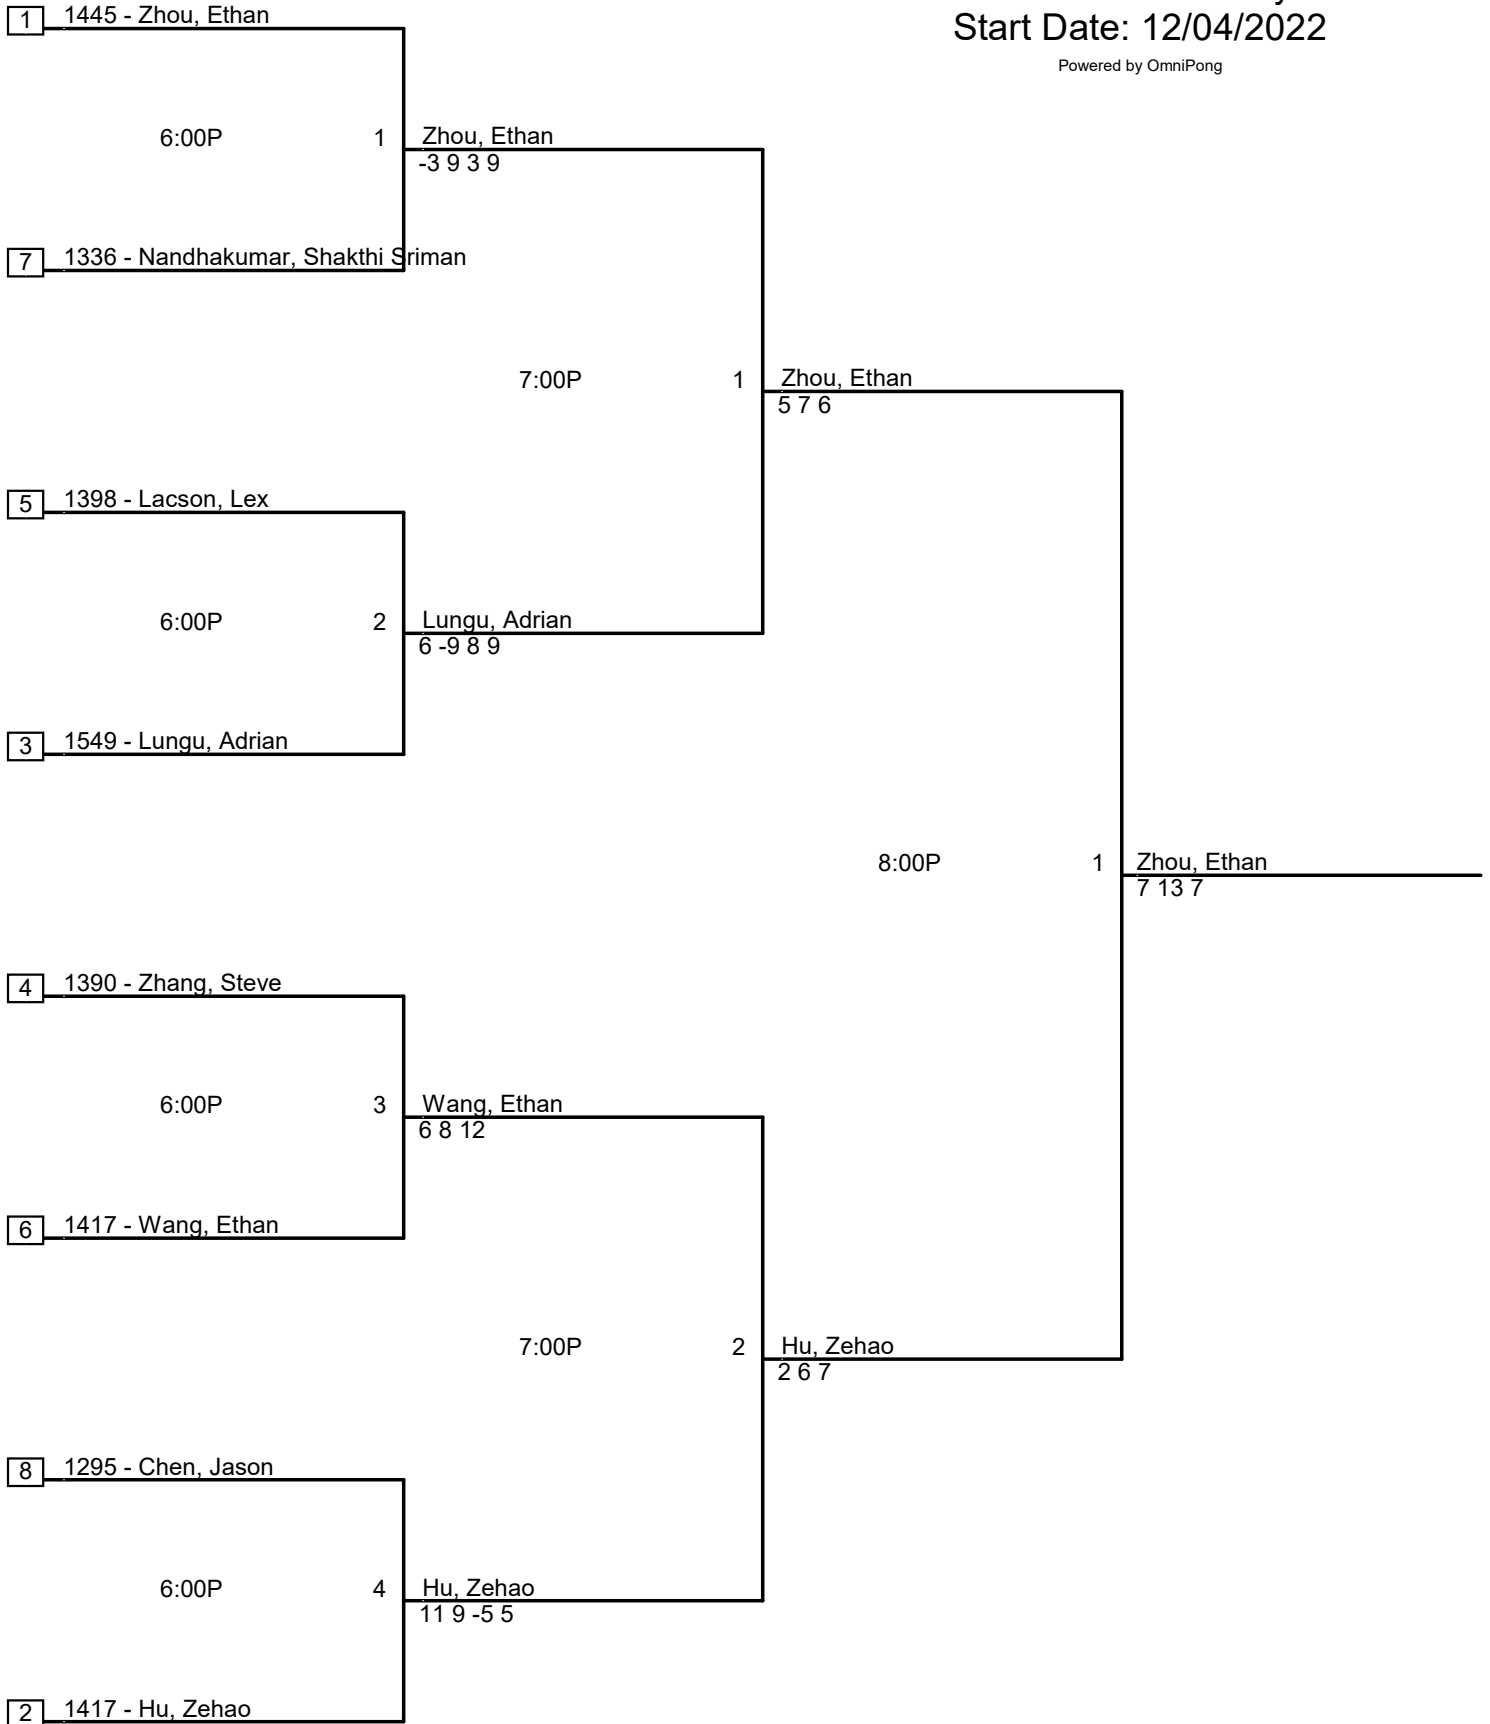 1 1445 - Zhou, Ethan
Start Date: 12/04/2022
Powered by OmniPong
6:00P 1 Zhou, Ethan
-3 9 3 9
7 1336 - Nandhakumar, Shakthi Sriman
7:00P 1 Zhou, Ethan
5 7 6
5 1398 - Lacson, Lex
6:00P 2 Lungu, Adrian
6 -9 8 9
3 1549 - Lungu, Adrian
8:00P 1 Zhou, Ethan
7 13 7
4 1390 - Zhang, Steve
6:00P 3 Wang, Ethan
6 8 12
6 1417 - Wang, Ethan
7:00P 2 Hu, Zehao
2 6 7
8 1295 - Chen, Jason
6:00P 4 Hu, Zehao
11 9 -5 5
2 1417 - Hu, Zehao